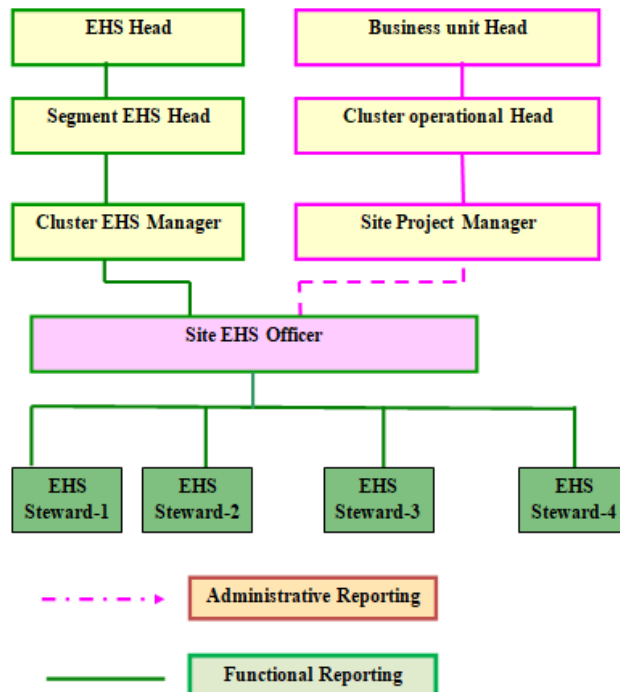 EHS Head
Business unit Head
Segment EHS Head
Cluster operational Head
Cluster EHS Manager
Site Project Manager
Site EHS Officer
EHS
Steward-1
EHS
Steward-2
EHS
Steward-3
EHS
Steward-4
Administrative Reporting
Functional Reporting